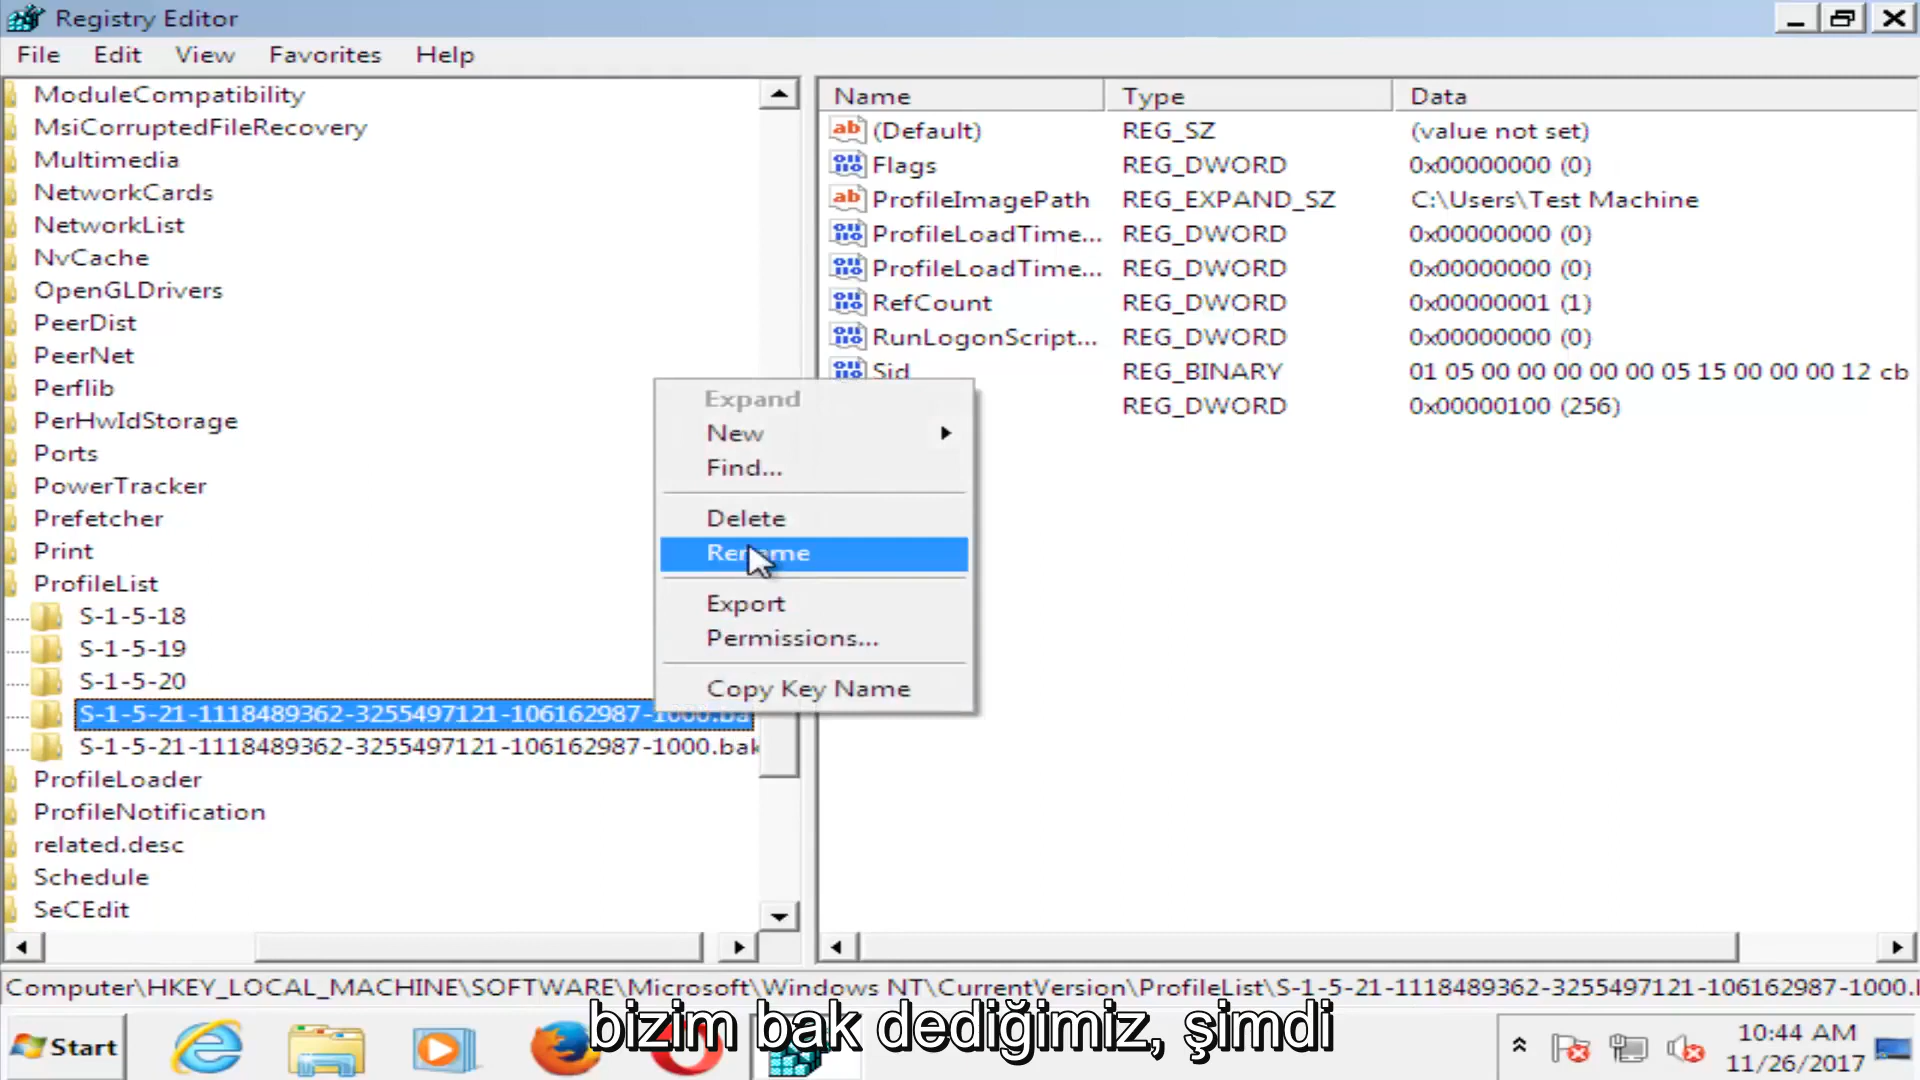 Registry Editor
File Edit View Favorites Help
ModuleCompatibility
MsiCorruptedFileRecovery
Multimedia
NetworkCards
NetworkList
NvCache
OpenGLDrivers
PeerDist
PeerNet
Perflib
PerHwIdStorage
Ports
PowerTracker
Prefetcher
Print
ProfileList
S-1-5-18
S-1-5-19
S-1-5-20
S-1-5-21-1118489362-3255497121-106162987-1000.ba
S-1-5-21-1118489362-3255497121-106162987-1000.bak
ProfileLoader
ProfileNotification
related.desc
Schedule
SeCEdit
Name Type Data
(Default) REG_SZ (value not set)
Flags REG_DWORD 0x00000000 (0)
ProfileImagePath REG_EXPAND_SZ C:\Users\Test Machine
ProfileLoadTime... REG_DWORD 0x00000000 (0)
ProfileLoadTime... REG_DWORD 0x00000000 (0)
RefCount REG_DWORD 0x00000001 (1)
RunLogonScript... REG_DWORD 0x00000000 (0)
Sid REG_BINARY 01 05 00 00 00 00 00 05 15 00 00 00 12 cb
REG_DWORD 0x00000100 (256)
Expand
New
Find...
Delete
Rename
Export
Permissions...
Copy Key Name
Computer\HKEY_LOCAL_MACHINE\SOFTWARE\Microsoft\Windows NT\CurrentVersion\ProfileList\S-1-5-21-1118489362-3255497121-106162987-1000.
bizim bak dediğimiz, şimdi
Start
10:44 AM
11/26/2017